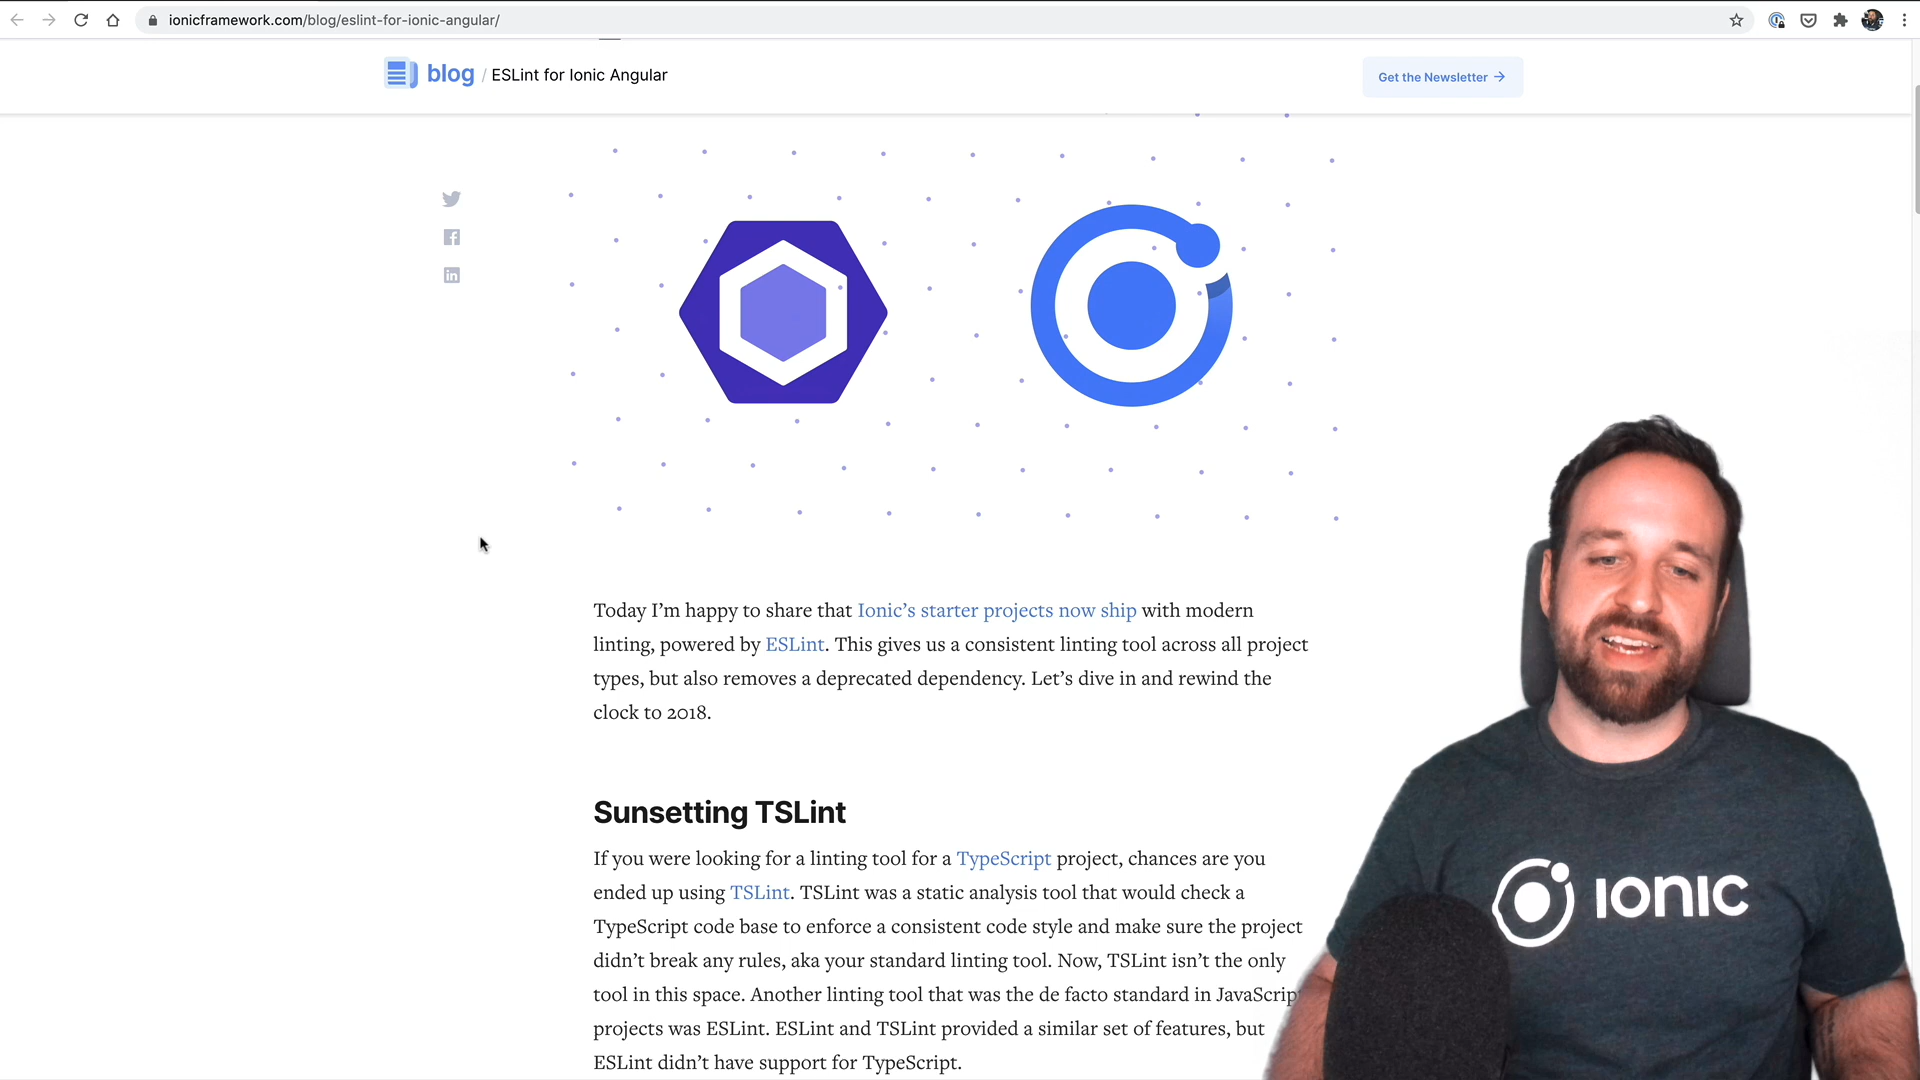 ionicframework.com/blog/eslint-for-ionic-angular/
blog / ESLint for Ionic Angular
Get the Newsletter →
Today I’m happy to share that Ionic’s starter projects now ship with modern
linting, powered by ESLint. This gives us a consistent linting tool across all project
types, but also removes a deprecated dependency. Let’s dive in and rewind the
clock to 2018.
Sunsetting TSLint
If you were looking for a linting tool for a TypeScript project, chances are you
ended up using TSLint. TSLint was a static analysis tool that would check a
TypeScript code base to enforce a consistent code style and make sure the project
didn’t break any rules, aka your standard linting tool. Now, TSLint isn’t the only
tool in this space. Another linting tool that was the de facto standard in JavaScrip
projects was ESLint. ESLint and TSLint provided a similar set of features, but
ESLint didn’t have support for TypeScript.
IONIC